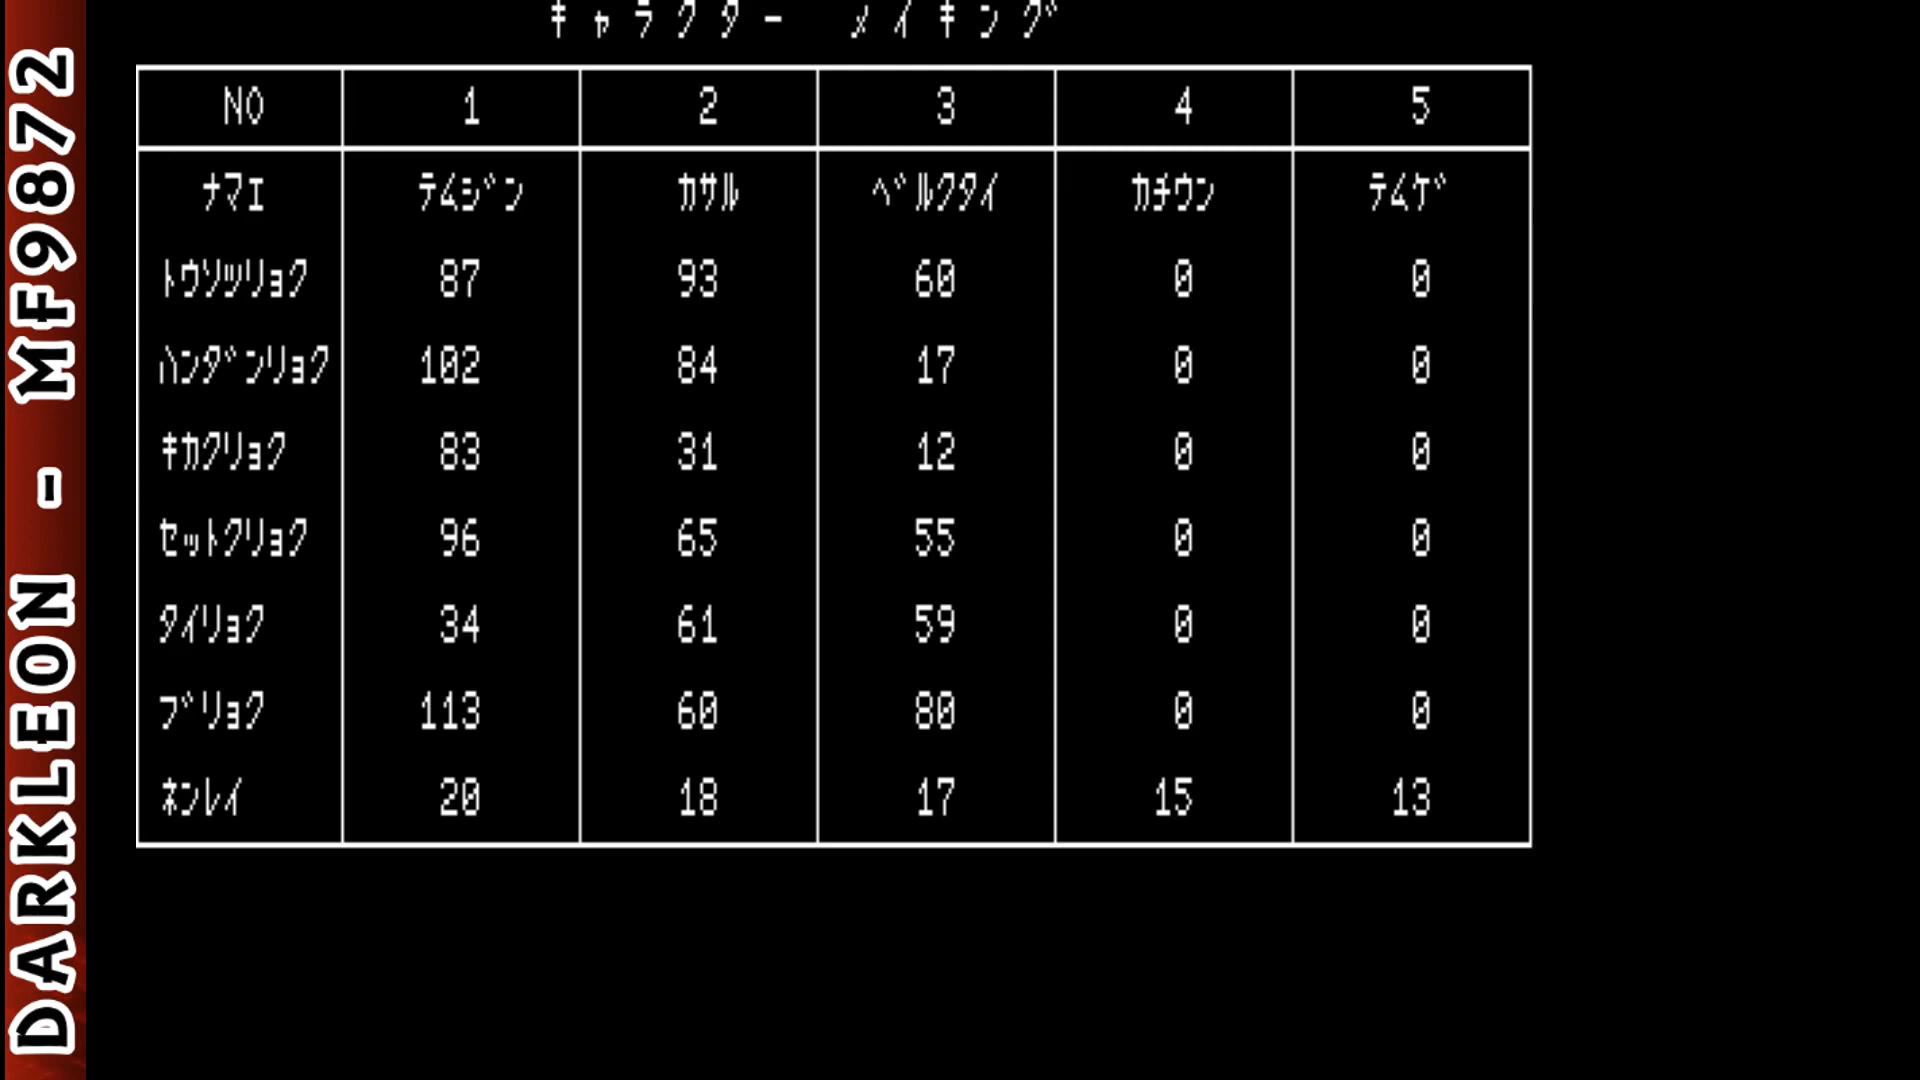 DARKLEON - MF9872
ｷｬﾗｸﾀｰ ﾒｲｷﾝｸﾞ
NO 1 2 3 4 5
ﾅﾏｴ ﾃﾑｼﾞﾝ ｶｻﾙ ﾍﾞﾙｸﾀｲ ｶﾁｳﾝ ﾃﾑｹﾞ
ﾄｳｿﾂﾘｮｸ 87 93 60 0 0
ﾊﾝﾀﾞﾝﾘｮｸ 102 84 17 0 0
ｷｶｸﾘｮｸ 83 31 12 0 0
ｾｯﾄｸﾘｮｸ 96 65 55 0 0
ﾀｲﾘｮｸ 34 61 59 0 0
ﾌﾞﾘｮｸ 113 60 80 0 0
ﾈﾝﾚｲ 20 18 17 15 13